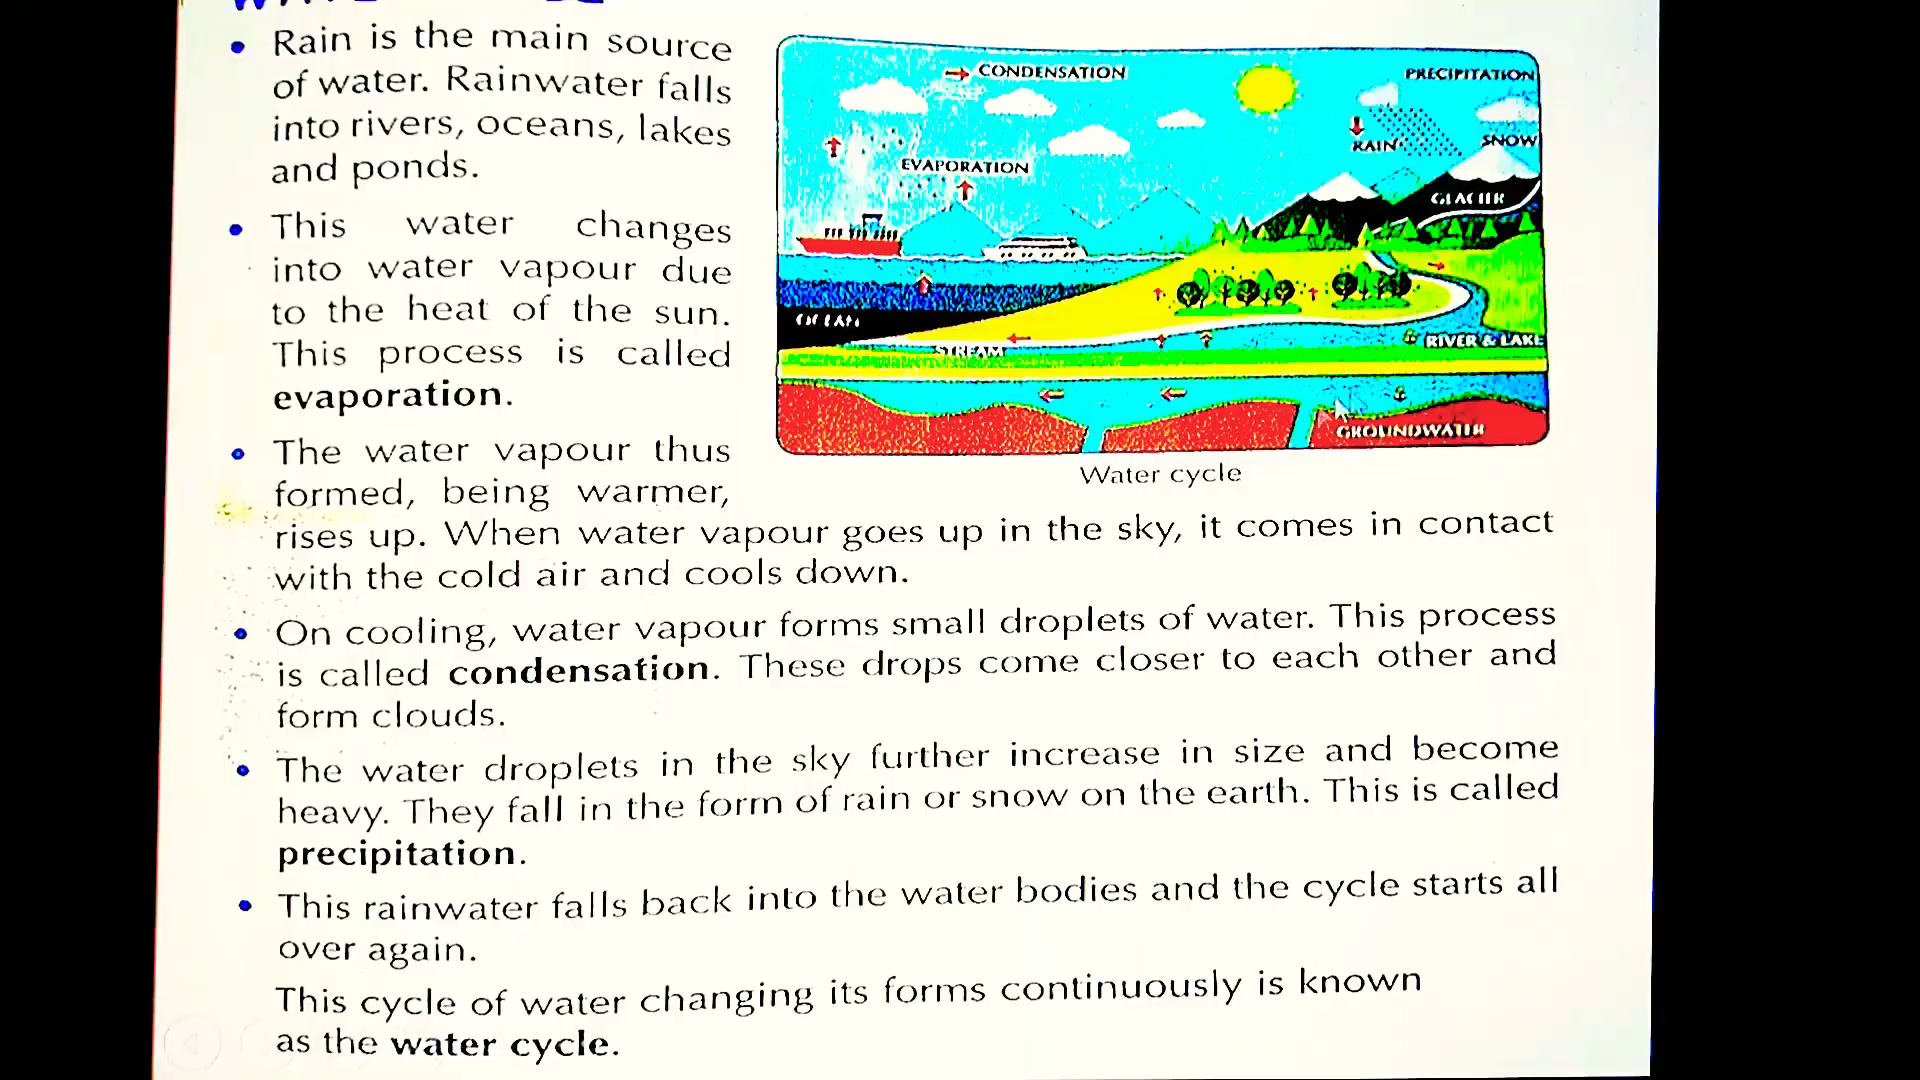 Rain is the main source
of water. Rainwater falls
into rivers, oceans, lakes
and ponds.
This water changes
into water vapour due
to the heat of the sun.
This process is called
evaporation.
The water vapour thus
formed, being warmer,
rises up. When water vapour goes up in the sky, it comes in contact
with the cold air and cools down.
On cooling, water vapour forms small droplets of water. This process
is called condensation. These drops come closer to each other and
form clouds.
The water droplets in the sky further increase in size and become
heavy. They fall in the form of rain or snow on the earth. This is called
precipitation.
This rainwater falls back into the water bodies and the cycle starts all
over again.
This cycle of water changing its forms continuously is known
as the water cycle.
CONDENSATION
PRECIPITATION
RAIN
SNOW
EVAPORATION
GLACIER
OCEAN
STREAM
RIVER & LAKE
GROUNDWATER
Water cycle